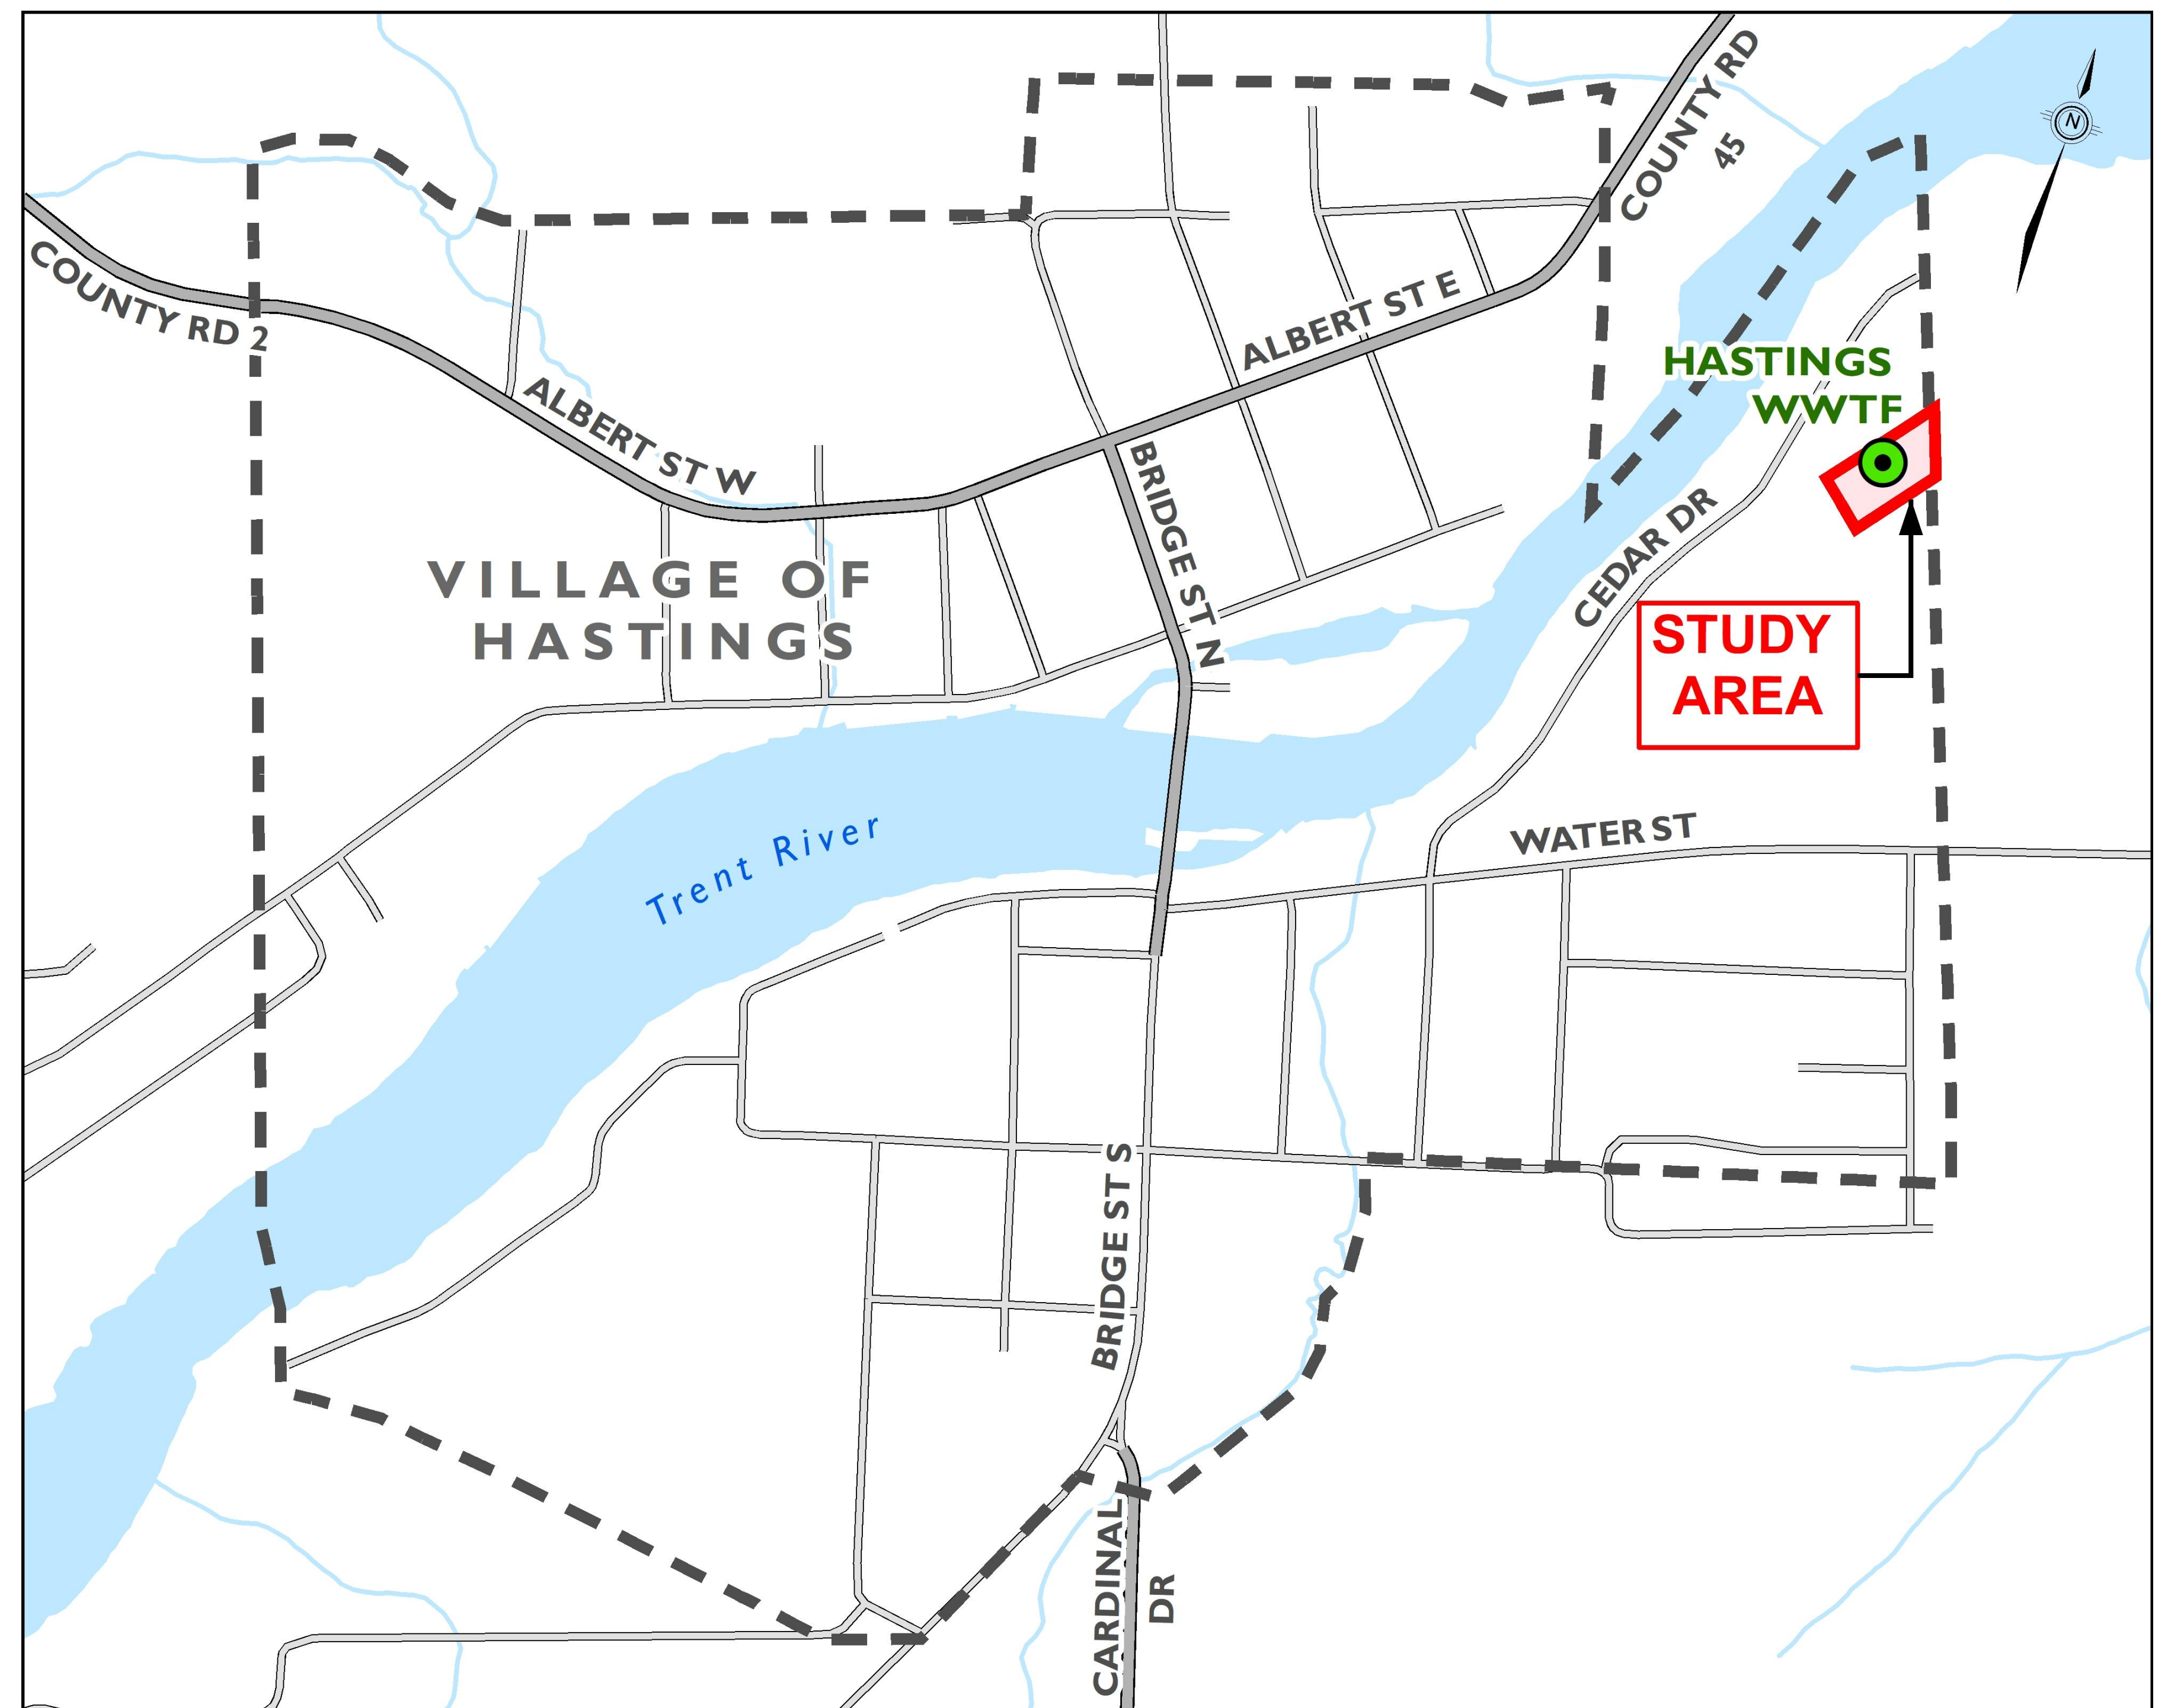 COUNTY RD
45
N
COUNTY RD 2
ALBERT ST E
HASTINGS
WWTF
ALBERT ST W
BRIDGE ST N
CEDAR DR
VILLAGE OF
HASTINGS
STUDY
AREA
Trent River
WATER ST
BRIDGE ST S
CARDINAL
DR